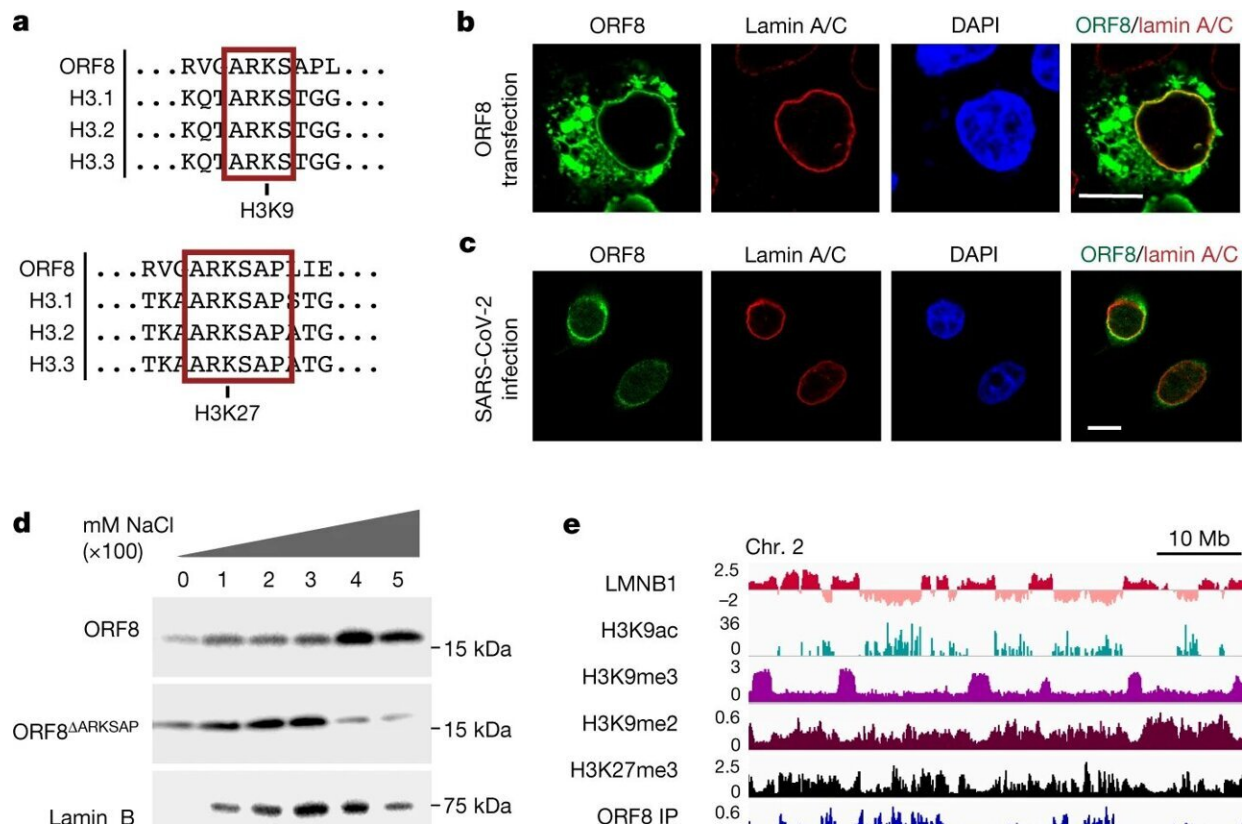 a
ORF8 ...RVGARKSAPL...
H3.1 ...KQTARKSTGG...
H3.2 ...KQTARKSTGG...
H3.3 ...KQTARKSTGG...
H3K9
ORF8 ...RVGARKSAPLIE...
H3.1 ...TKAARKSAPSTG...
H3.2 ...TKAARKSAPATG...
H3.3 ...TKAARKSAPATG...
H3K27
b
ORF8 Lamin A/C DAPI ORF8/lamin A/C
ORF8
transfection
c
ORF8 Lamin A/C DAPI ORF8/lamin A/C
SARS-CoV-2
infection
d
mM NaCl
(×100)
0 1 2 3 4 5
ORF8 15 kDa
ORF8ΔARKSAP 15 kDa
Lamin B 75 kDa
e
Chr. 2 10 Mb
LMNB1 2.5
–2
H3K9ac 36
0
H3K9me3 3
0
H3K9me2 0.6
0
H3K27me3 2.5
0
ORF8 IP 0.6